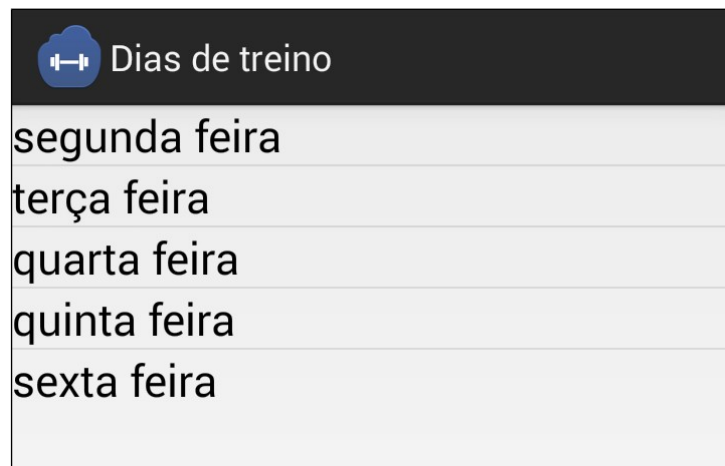 Dias de treino
segunda feira
terça feira
quarta feira
quinta feira
sexta feira